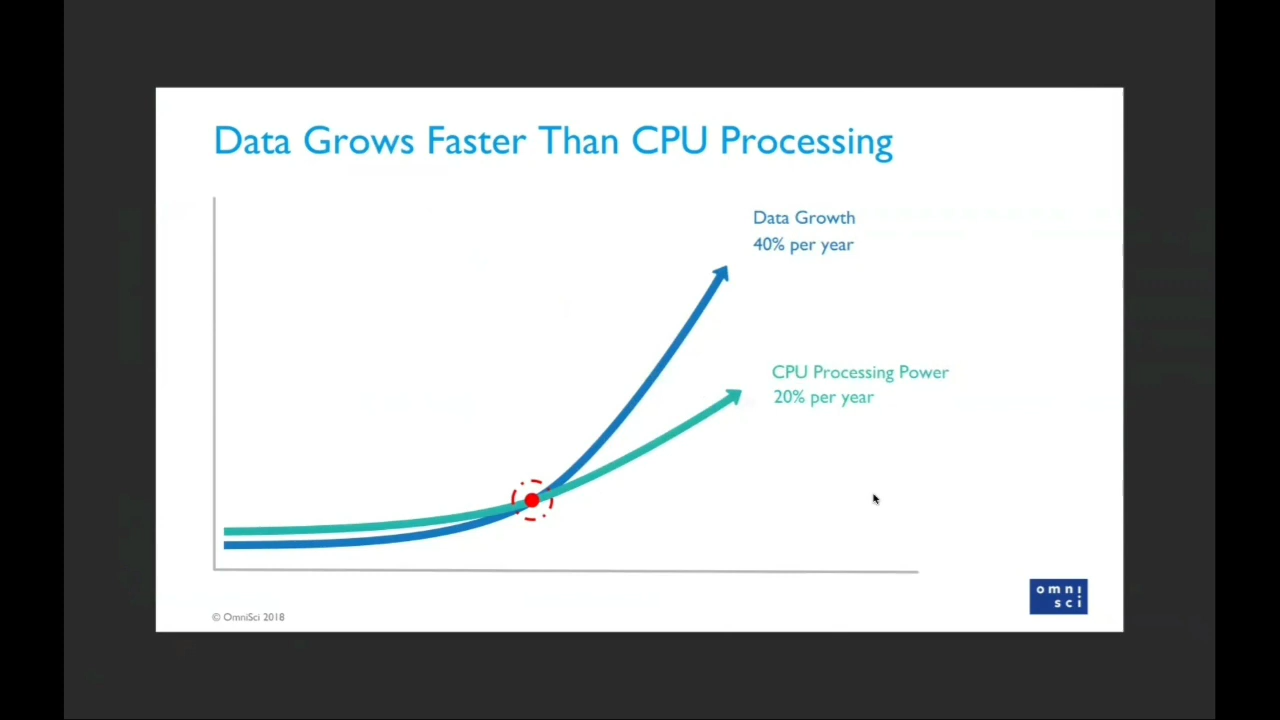 Data Grows Faster Than CPU Processing
Data Growth
40% per year
CPU Processing Power
20% per year
© OmniSci 2018
omni
sci